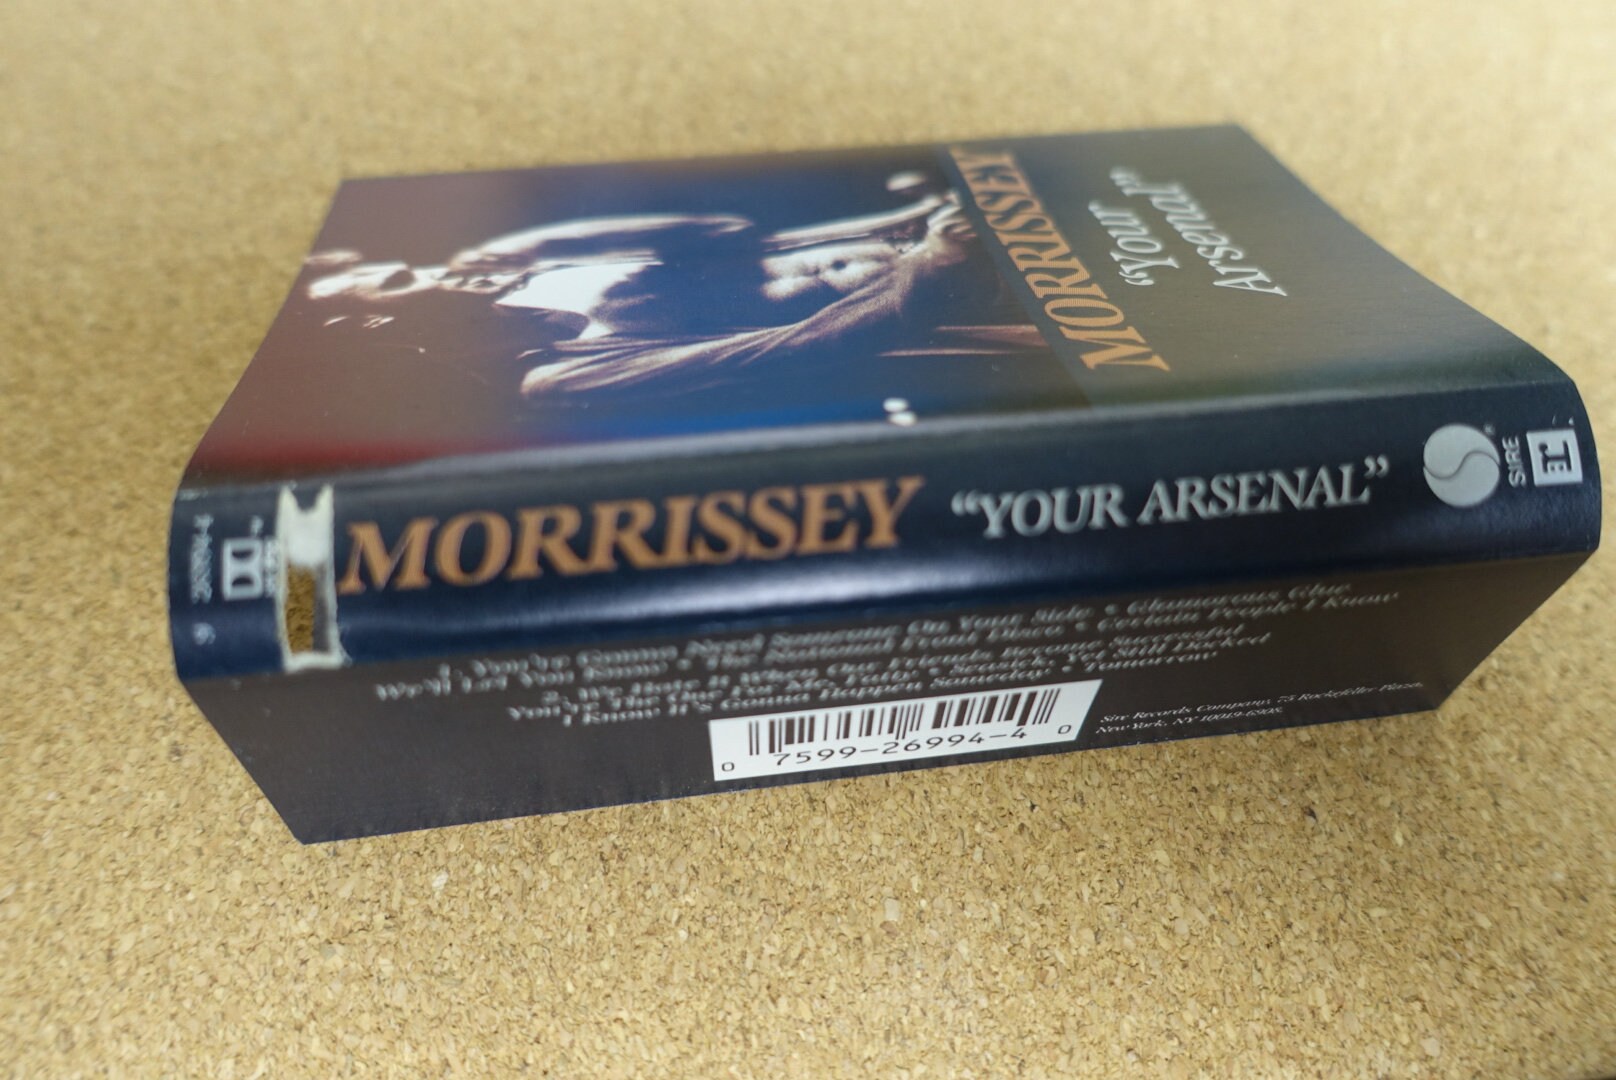 MORRISSEY
"Your
Arsenal"
9 26994-4
MORRISSEY "YOUR ARSENAL"
SIRE
1. You're Gonna Need Someone On Your Side • Glamorous Glue
We'll Let You Know • The National Front Disco • Certain People I Know
2. We Hate It When Our Friends Become Successful
You're The One For Me, Fatty • Seasick, Yet Still Docked
I Know It's Gonna Happen Someday • Tomorrow
0 7599-26994-4 0
Sire Records Company, 75 Rockefeller Plaza,
New York, NY 10019-6908.